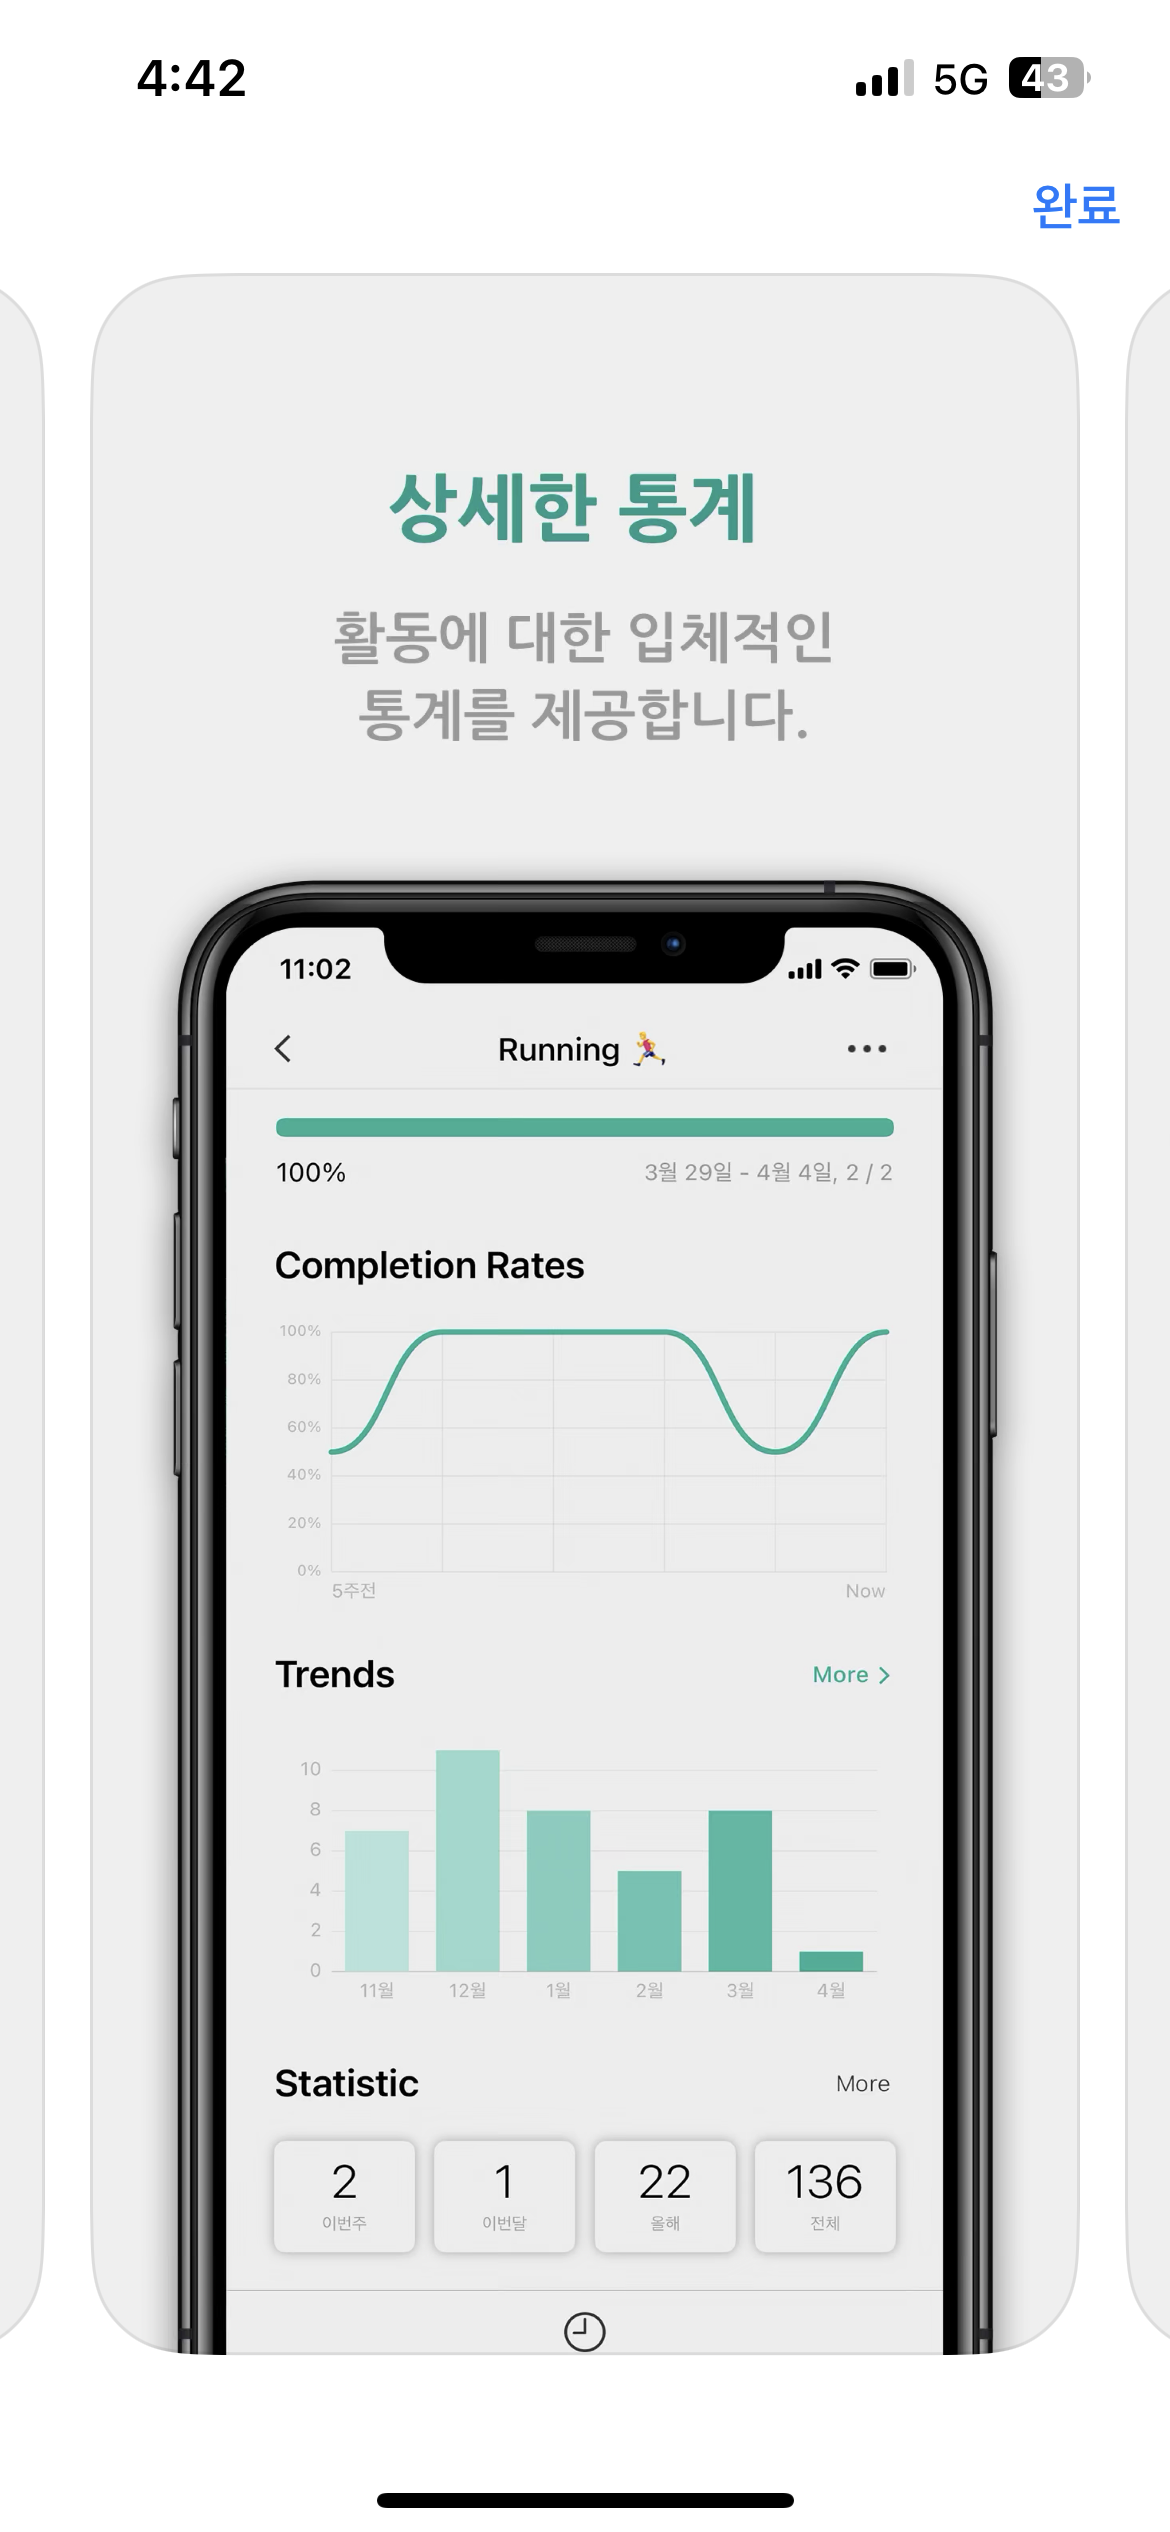 4:42
5G
43
완료
상세한 통계
활동에 대한 입체적인
통계를 제공합니다.
11:02
Running
100%
3월 29일 - 4월 4일, 2 / 2
Completion Rates
100%
80%
60%
40%
20%
0%
5주전
Now
Trends
More >
10
8
6
4
2
0
11월
12월
1월
2월
3월
4월
Statistic
More
2
이번주
1
이번달
22
올해
136
전체